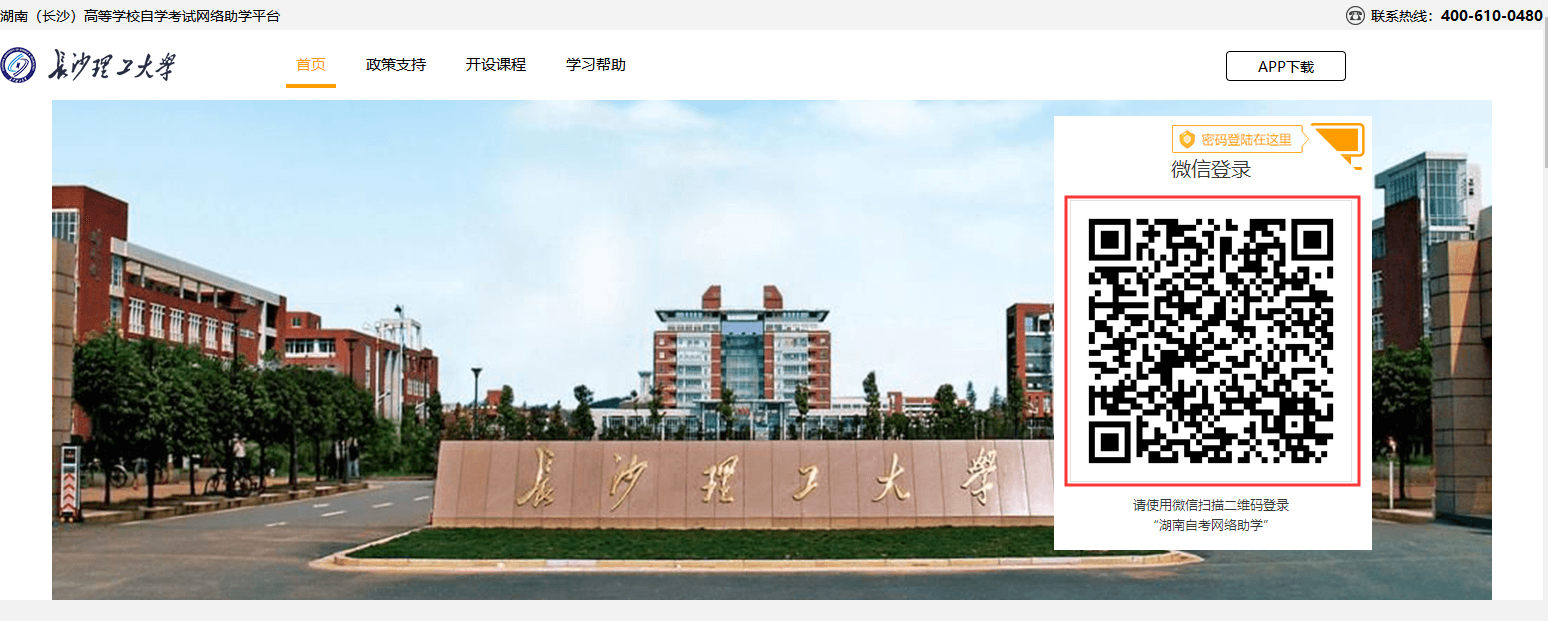 湖南（长沙）高等学校自学考试网络助学平台
联系热线：400-610-0480
长沙理工大學
首页
政策支持
开设课程
学习帮助
APP下载
密码登陆在这里
微信登录
长沙理工大學
请使用微信扫描二维码登录
“湖南自考网络助学”